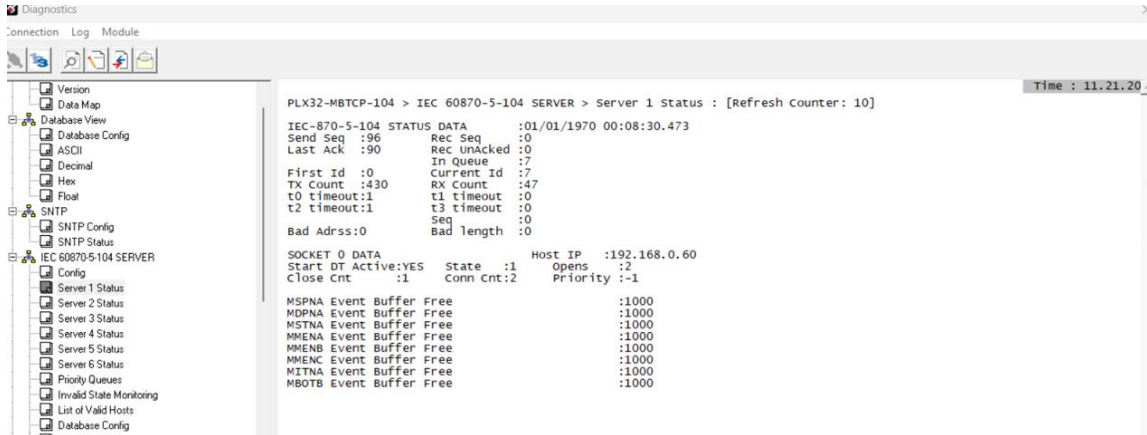 Diagnostics
Connection Log Module
Version
Data Map
Database View
Database Config
ASCII
Decimal
Hex
Float
SNTP
SNTP Config
SNTP Status
IEC 60870-5-104 SERVER
Config
Server 1 Status
Server 2 Status
Server 3 Status
Server 4 Status
Server 5 Status
Server 6 Status
Priority Queues
Invalid State Monitoring
List of Valid Hosts
Database Config
Time : 11.21.20
PLX32-MBTCP-104 > IEC 60870-5-104 SERVER > Server 1 Status : [Refresh Counter: 10]
IEC-870-5-104 STATUS DATA :01/01/1970 00:08:30.473
Send Seq :96 Rec Seq :0
Last Ack :90 Rec UnAcked :0
In Queue :7
First Id :0 Current Id :7
TX Count :430 RX Count :47
t0 timeout:1 t1 timeout :0
t2 timeout:1 t3 timeout :0
Seq :0
Bad Adrss:0 Bad length :0
SOCKET 0 DATA Host IP :192.168.0.60
Start DT Active:YES State :1 Opens :2
Close Cnt :1 Conn Cnt:2 Priority :-1
MSPNA Event Buffer Free :1000
MDPNA Event Buffer Free :1000
MSTNA Event Buffer Free :1000
MMENA Event Buffer Free :1000
MMENB Event Buffer Free :1000
MMENC Event Buffer Free :1000
MITNA Event Buffer Free :1000
MBOTB Event Buffer Free :1000